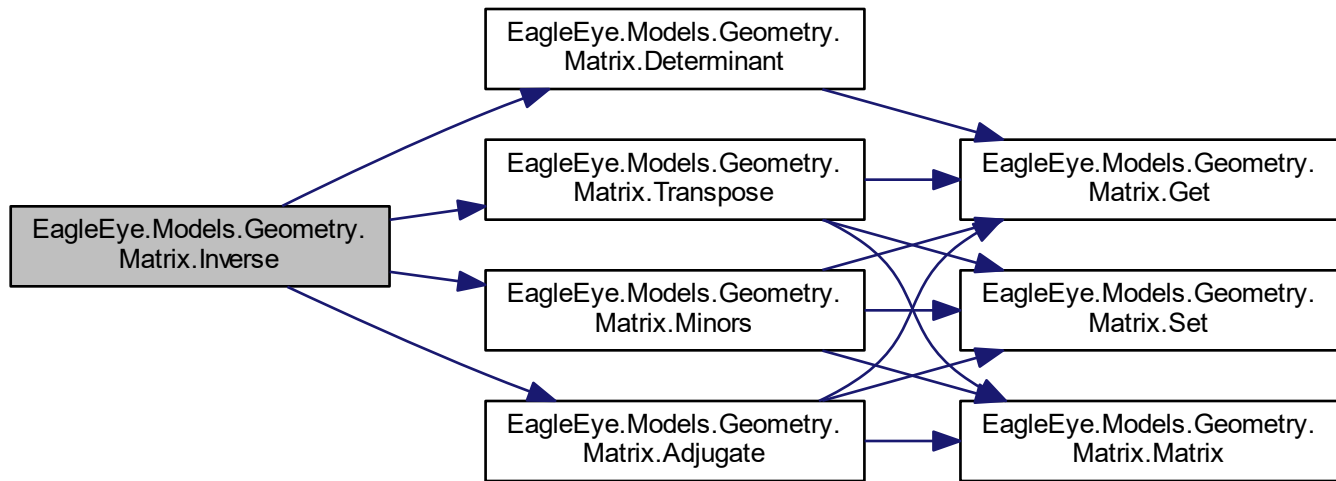 EagleEye.Models.Geometry.
Matrix.Inverse
EagleEye.Models.Geometry.
Matrix.Determinant
EagleEye.Models.Geometry.
Matrix.Transpose
EagleEye.Models.Geometry.
Matrix.Minors
EagleEye.Models.Geometry.
Matrix.Adjugate
EagleEye.Models.Geometry.
Matrix.Get
EagleEye.Models.Geometry.
Matrix.Set
EagleEye.Models.Geometry.
Matrix.Matrix